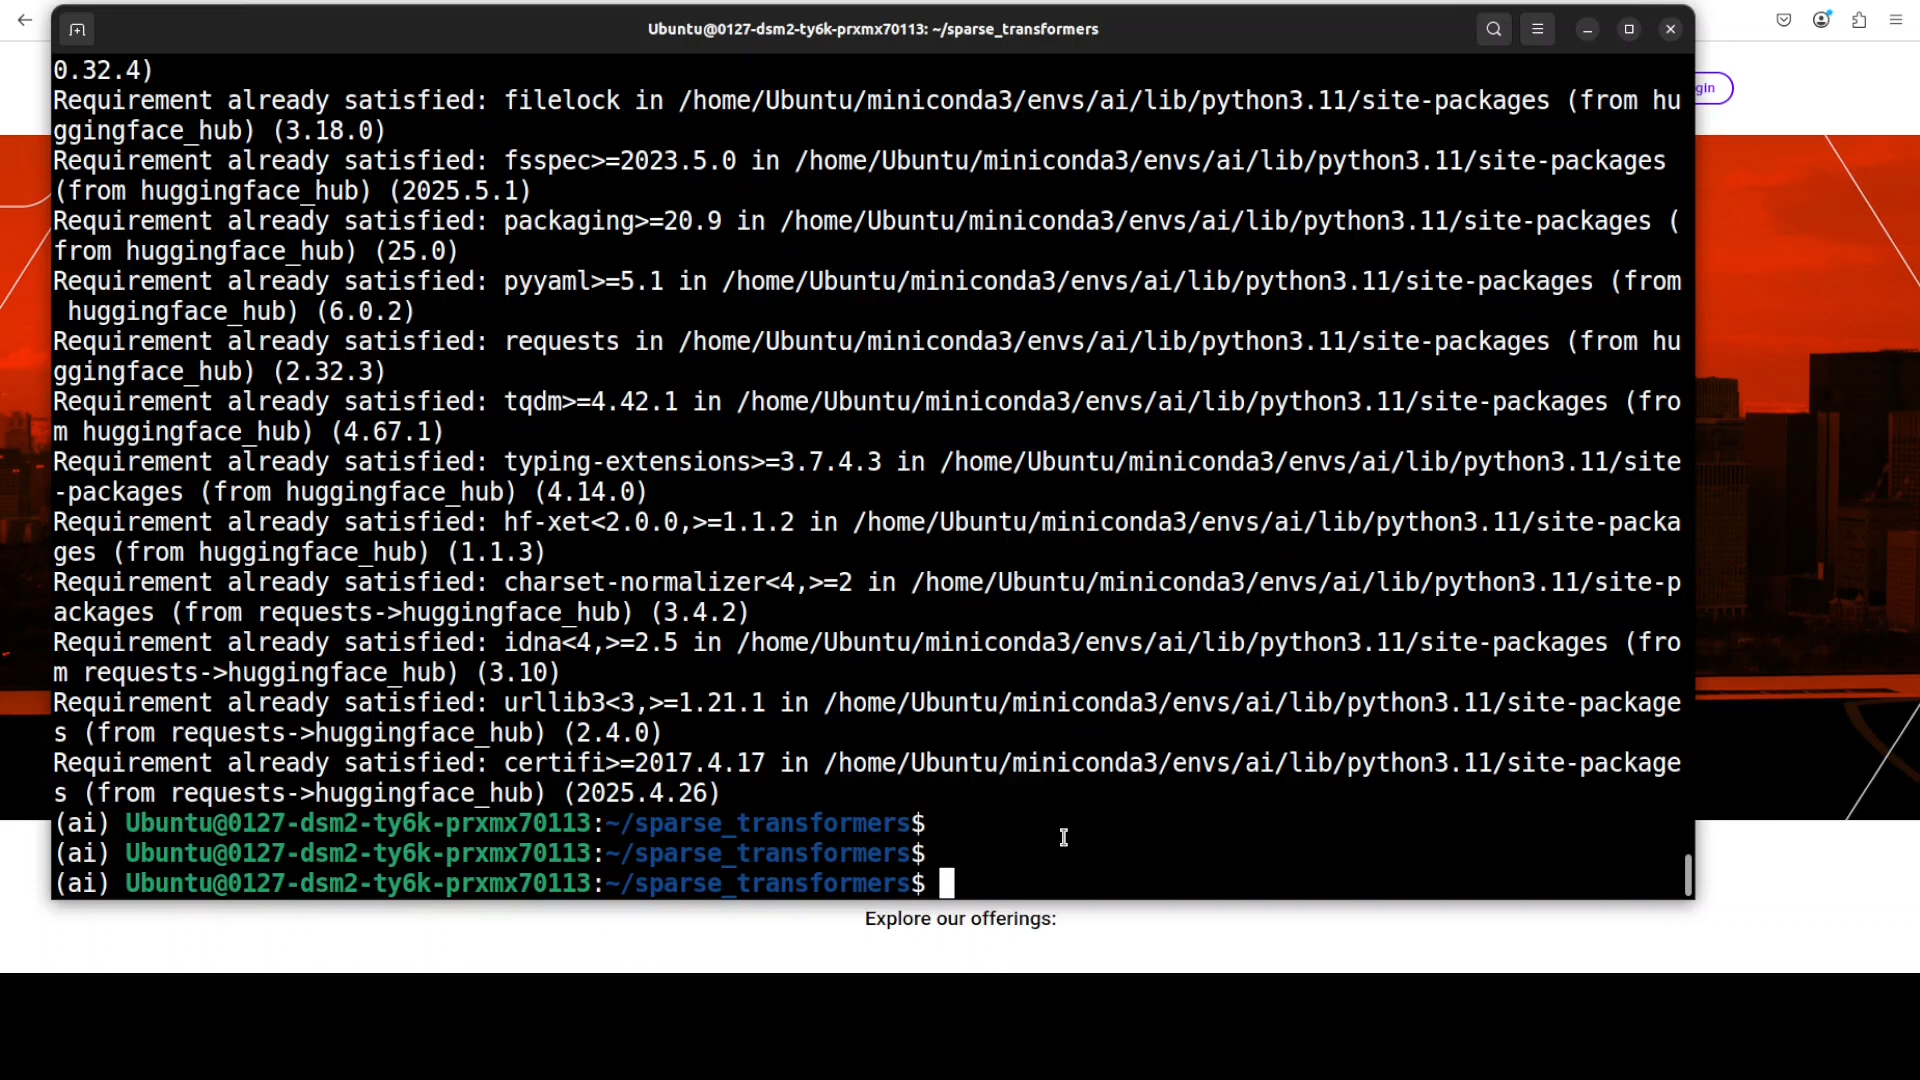 Ubuntu@0127-dsm2-ty6k-prxmx70113: ~/sparse_transformers
gin
0.32.4)
Requirement already satisfied: filelock in /home/Ubuntu/miniconda3/envs/ai/lib/python3.11/site-packages (from hu
ggingface_hub) (3.18.0)
Requirement already satisfied: fsspec>=2023.5.0 in /home/Ubuntu/miniconda3/envs/ai/lib/python3.11/site-packages
(from huggingface_hub) (2025.5.1)
Requirement already satisfied: packaging>=20.9 in /home/Ubuntu/miniconda3/envs/ai/lib/python3.11/site-packages (
from huggingface_hub) (25.0)
Requirement already satisfied: pyyaml>=5.1 in /home/Ubuntu/miniconda3/envs/ai/lib/python3.11/site-packages (from
 huggingface_hub) (6.0.2)
Requirement already satisfied: requests in /home/Ubuntu/miniconda3/envs/ai/lib/python3.11/site-packages (from hu
ggingface_hub) (2.32.3)
Requirement already satisfied: tqdm>=4.42.1 in /home/Ubuntu/miniconda3/envs/ai/lib/python3.11/site-packages (fro
m huggingface_hub) (4.67.1)
Requirement already satisfied: typing-extensions>=3.7.4.3 in /home/Ubuntu/miniconda3/envs/ai/lib/python3.11/site
-packages (from huggingface_hub) (4.14.0)
Requirement already satisfied: hf-xet<2.0.0,>=1.1.2 in /home/Ubuntu/miniconda3/envs/ai/lib/python3.11/site-packa
ges (from huggingface_hub) (1.1.3)
Requirement already satisfied: charset-normalizer<4,>=2 in /home/Ubuntu/miniconda3/envs/ai/lib/python3.11/site-p
ackages (from requests->huggingface_hub) (3.4.2)
Requirement already satisfied: idna<4,>=2.5 in /home/Ubuntu/miniconda3/envs/ai/lib/python3.11/site-packages (fro
m requests->huggingface_hub) (3.10)
Requirement already satisfied: urllib3<3,>=1.21.1 in /home/Ubuntu/miniconda3/envs/ai/lib/python3.11/site-package
s (from requests->huggingface_hub) (2.4.0)
Requirement already satisfied: certifi>=2017.4.17 in /home/Ubuntu/miniconda3/envs/ai/lib/python3.11/site-package
s (from requests->huggingface_hub) (2025.4.26)
(ai) Ubuntu@0127-dsm2-ty6k-prxmx70113:~/sparse_transformers$
(ai) Ubuntu@0127-dsm2-ty6k-prxmx70113:~/sparse_transformers$
(ai) Ubuntu@0127-dsm2-ty6k-prxmx70113:~/sparse_transformers$
Explore our offerings: